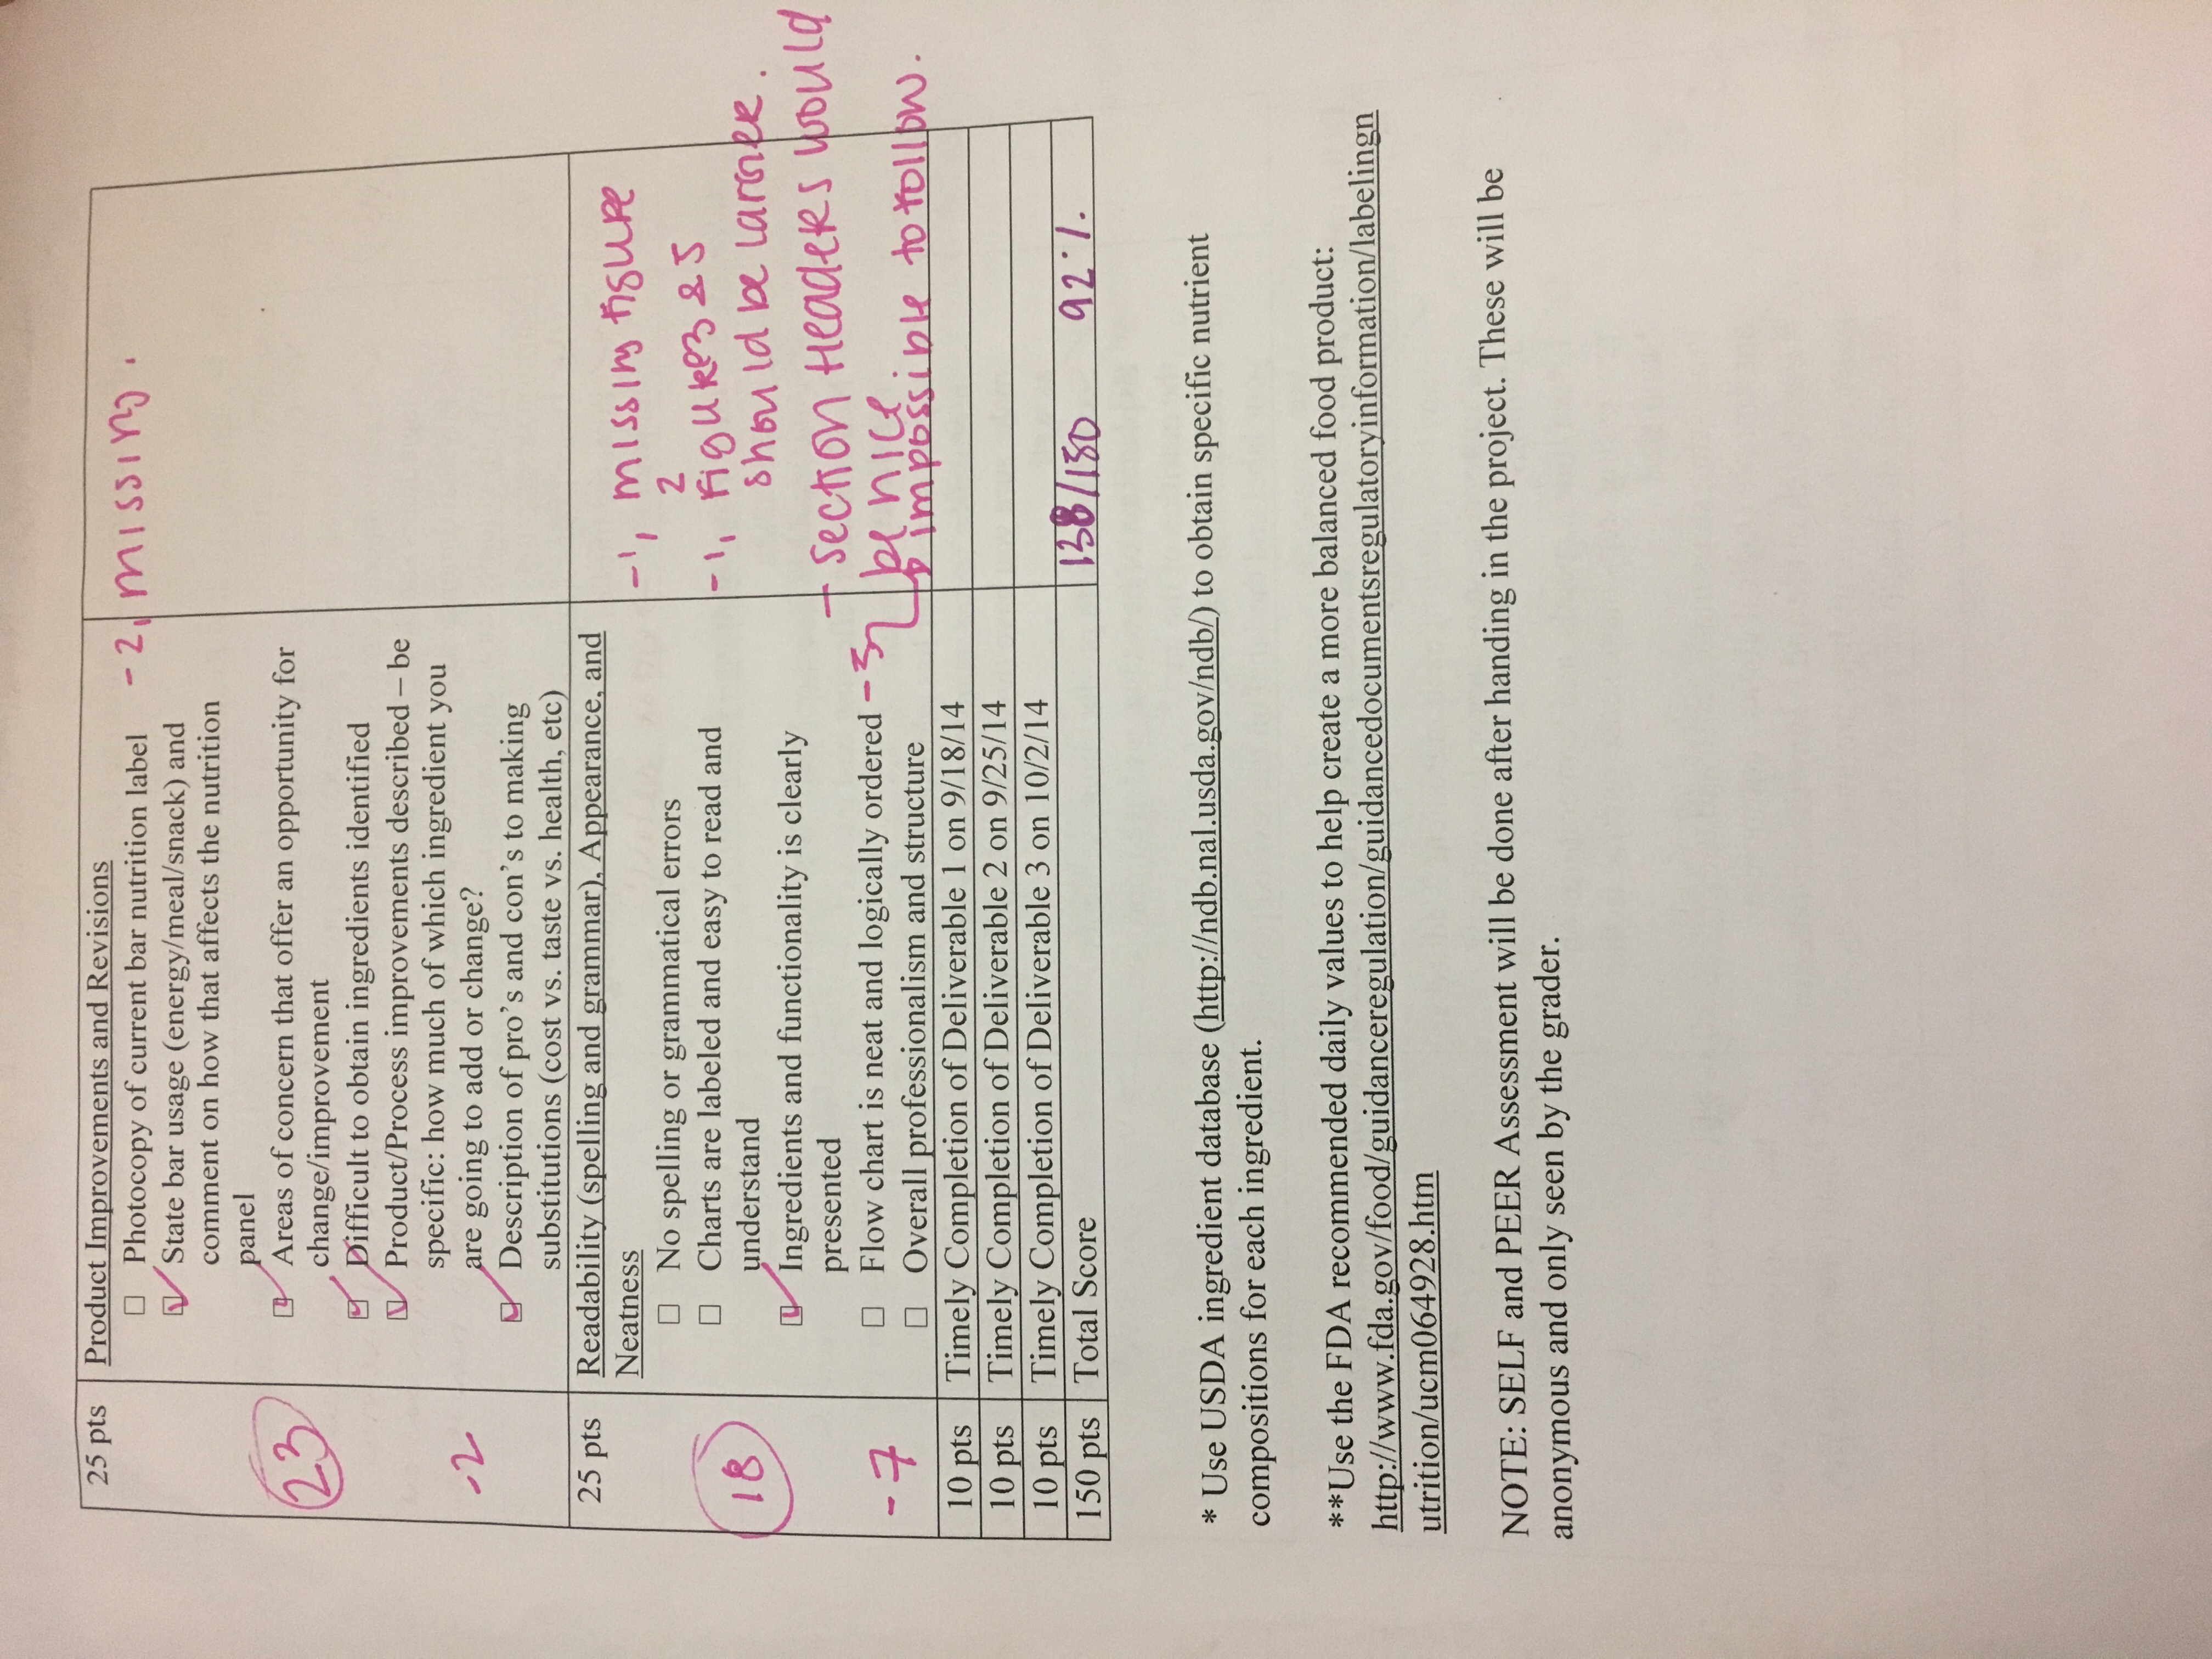 25 pts Product Improvements and Revisions
☐ Photocopy of current bar nutrition label -2, missing.
☑ State bar usage (energy/meal/snack) and
comment on how that affects the nutrition
panel
23 ☑ Areas of concern that offer an opportunity for
change/improvement
☑ Difficult to obtain ingredients identified
☑ Product/Process improvements described – be
specific: how much of which ingredient you
-2 are going to add or change?
☑ Description of pro's and con's to making
substitutions (cost vs. taste vs. health, etc)
25 pts Readability (spelling and grammar), Appearance, and
Neatness
-1, missing figure
2
☐ No spelling or grammatical errors
☐ Charts are labeled and easy to read and
understand
-1, Figure 3 & 5
should be larger.
18
☑ Ingredients and functionality is clearly
presented
- Section Headers would
be nice.
☐ Flow chart is neat and logically ordered
-7
impossible to follow.
☐ Overall professionalism and structure
10 pts Timely Completion of Deliverable 1 on 9/18/14
10 pts Timely Completion of Deliverable 2 on 9/25/14
10 pts Timely Completion of Deliverable 3 on 10/2/14
150 pts Total Score 138/150 92%
* Use USDA ingredient database (http://ndb.nal.usda.gov/ndb/) to obtain specific nutrient
compositions for each ingredient.
**Use the FDA recommended daily values to help create a more balanced food product:
http://www.fda.gov/food/guidanceregulation/guidancedocumentsregulatoryinformation/labelingn
utrition/ucm064928.htm
NOTE: SELF and PEER Assessment will be done after handing in the project. These will be
anonymous and only seen by the grader.